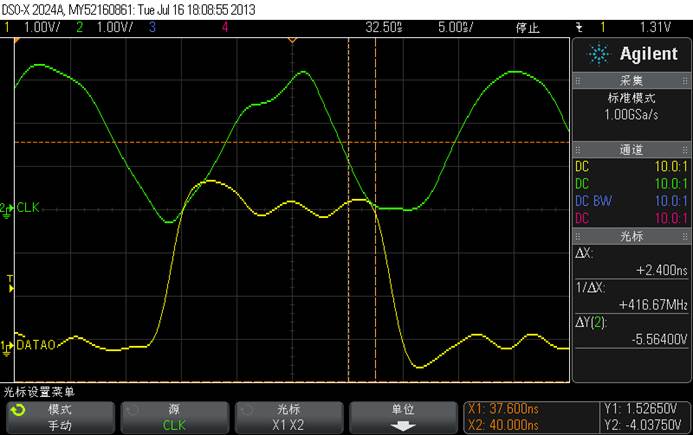 DSO-X 2024A, MY52160861: Tue Jul 16 18:08:55 2013
1 1.00V/ 2 1.00V/ 3 4 32.50ns 5.00ns/ 停止 1 1.31V
Agilent
采集
标准模式
1.00GSa/s
通道
DC 10.0:1
DC 10.0:1
DC BW 10.0:1
DC 10.0:1
光标
ΔX:
+2.400ns
1/ΔX:
+416.67MHz
ΔY(2):
-5.56400V
2 CLK
T
1 DATA0
光标设置菜单
模式
手动
源
CLK
光标
X1 X2
单位
X1: 37.600ns
X2: 40.000ns
Y1: 1.52650V
Y2: -4.03750V